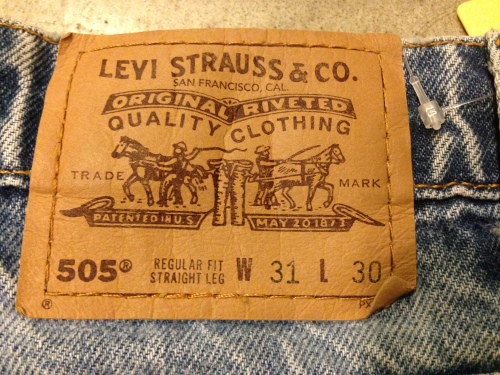 LEVI STRAUSS & CO.
SAN FRANCISCO, CAL.
ORIGINAL RIVETED
QUALITY CLOTHING
TRADE MARK
PATENTED IN U.S. MAY 20 1873
505® REGULAR FIT W 31 L 30
STRAIGHT LEG
®